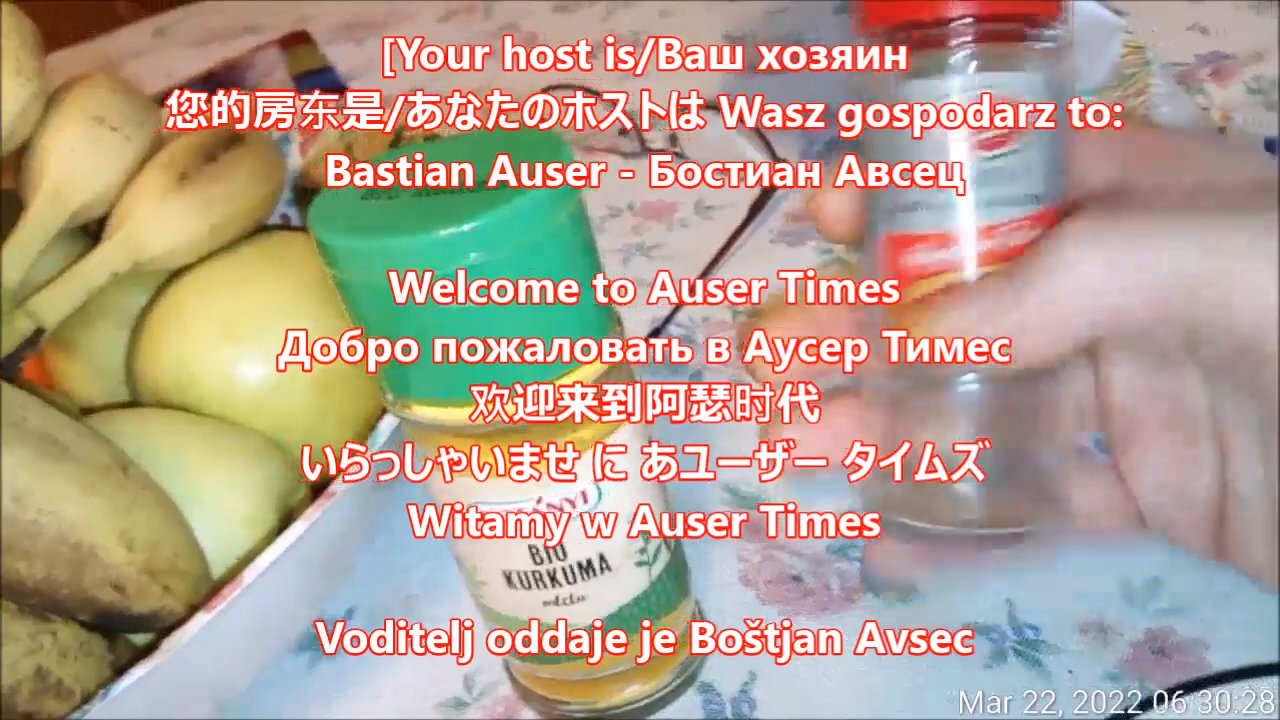 [Your host is/Ваш хозяин
您的房东是/あなたのホストは Wasz gospodarz to:
Bastian Auser - Бостиан Авсец
Welcome to Auser Times
Добро пожаловать в Аусер Тимес
欢迎来到阿瑟时代
いらっしゃいませ に あユーザー タイムズ
Witamy w Auser Times
BIO
KURKUMA
mleta
Voditelj oddaje je Boštjan Avsec
Mar 22, 2022 06:30:28